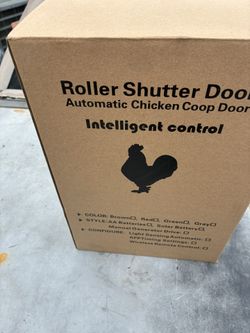 Roller Shutter Door
Automatic Chicken Coop Door
Intelligent control
▶ COLOR: Brown□ Red□ Green□ Gray□
▶ STYLE: AA Batteries□ Solar Battery□
Manual Generator Drive: □
▶ CONFIGURE: Light Sensing Automatic: □
APP Timing Settings: □
Wireless Remote Control: □